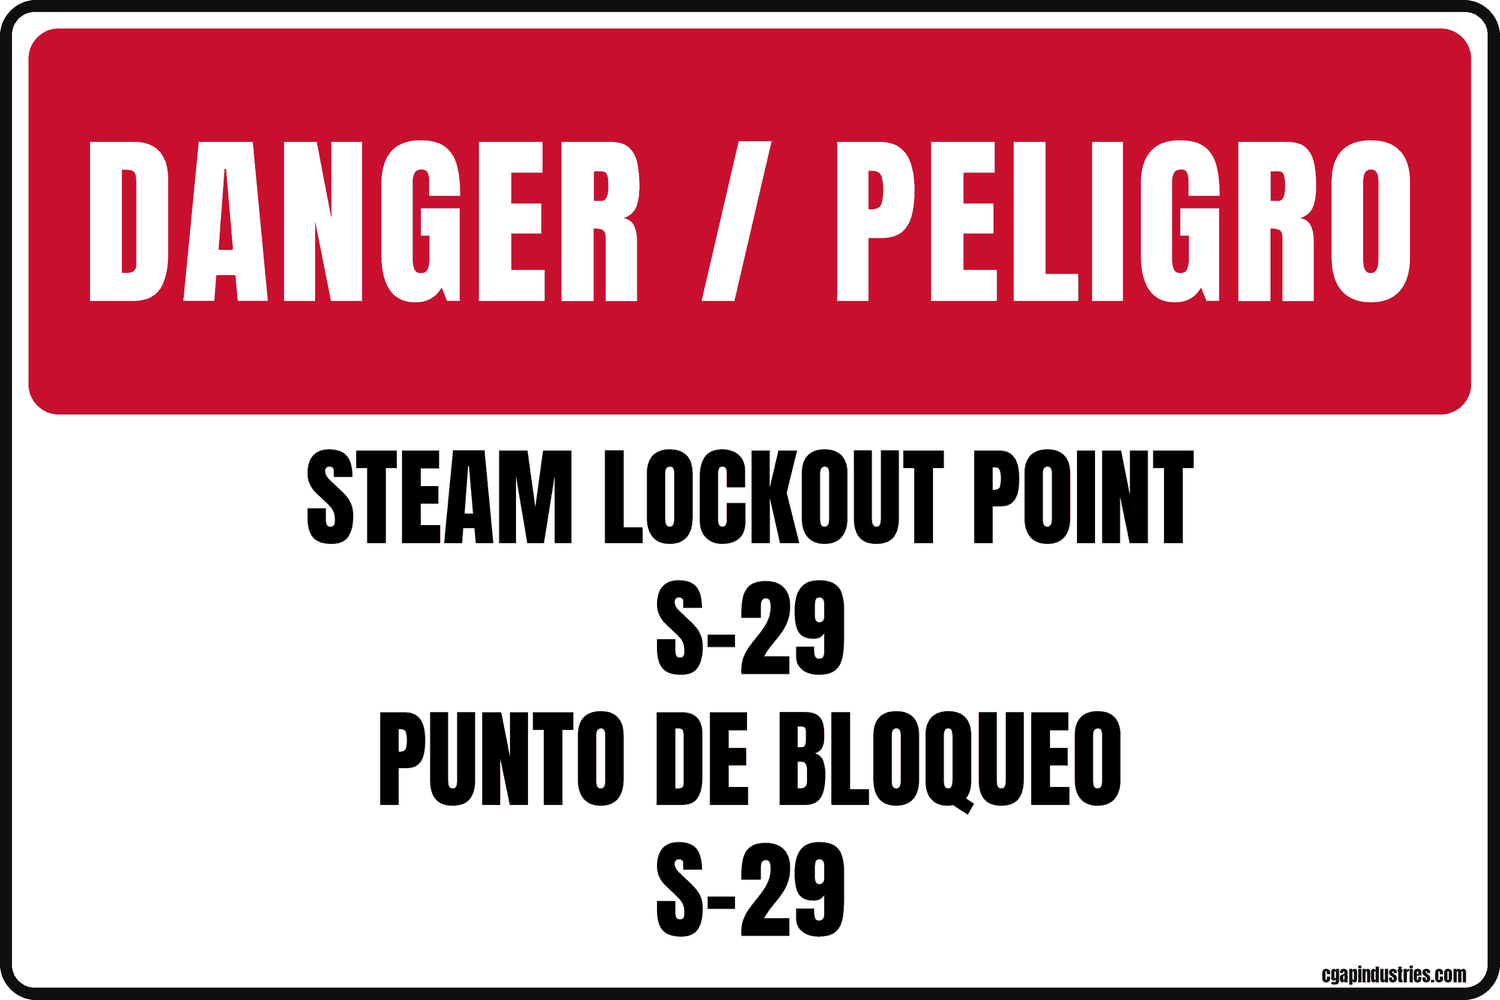 DANGER / PELIGRO
STEAM LOCKOUT POINT
S-29
PUNTO DE BLOQUEO
S-29
cgapindustries.com